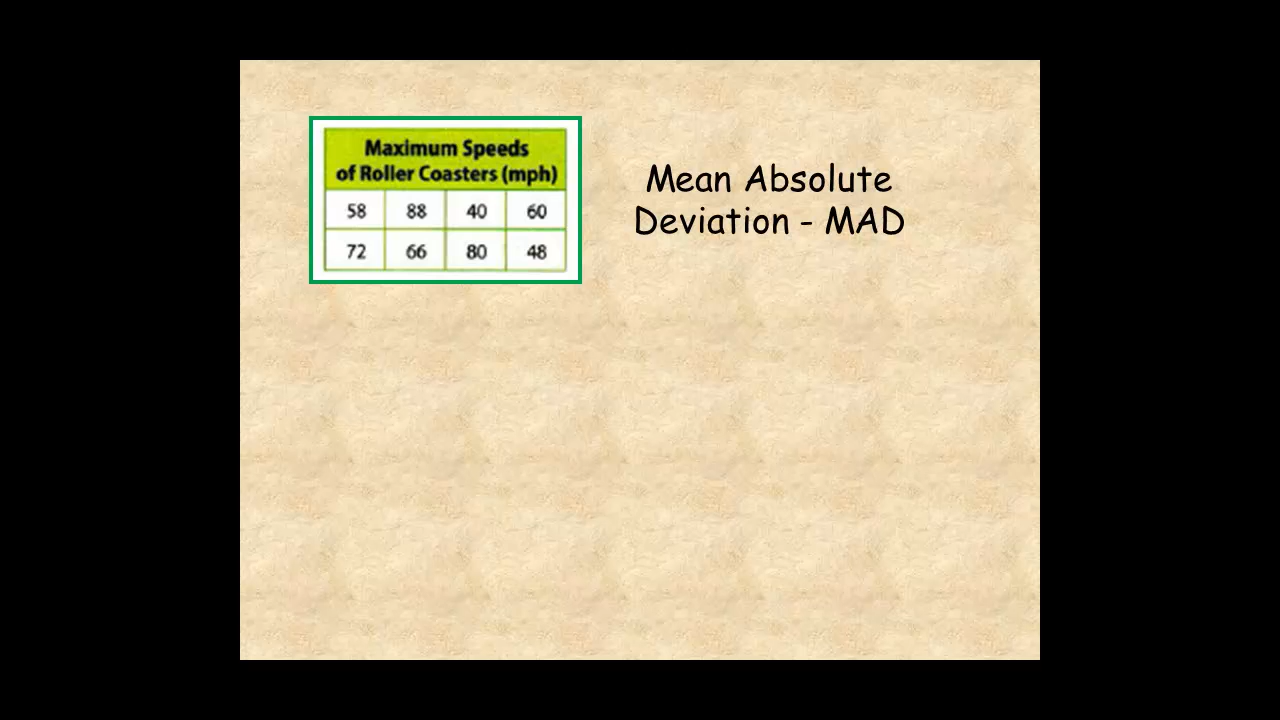 Maximum Speeds
of Roller Coasters (mph)
58 88 40 60
72 66 80 48
Mean Absolute
Deviation - MAD